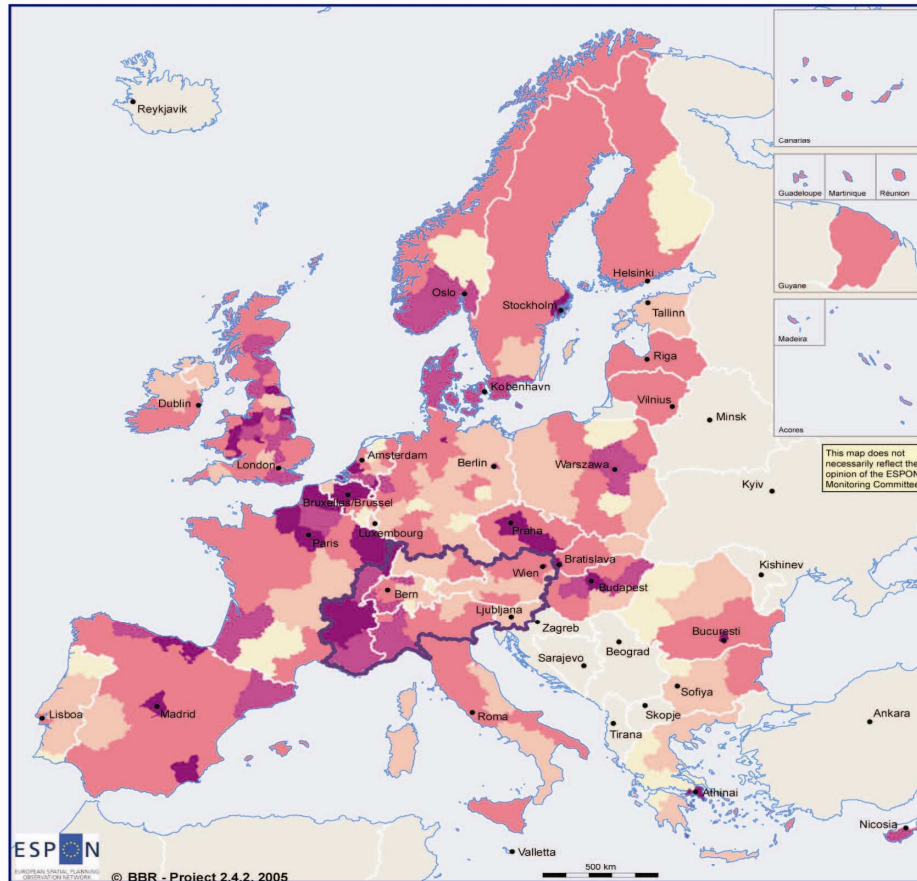 Reykjavik
Canarias
Guadeloupe
Martinique
Réunion
Guyane
Madeira
Acores
Helsinki
Oslo
Stockholm
Tallinn
Riga
Kobenhavn
Vilnius
Dublin
Minsk
Amsterdam
London
Berlin
Warszawa
This map does not
necessarily reflect the
opinion of the ESPON
Monitoring Committee
Bruxelles/Brussel
Kyiv
Luxembourg
Praha
Paris
Bratislava
Wien
Kishinev
Budapest
Bern
Ljubljana
Zagreb
Bucuresti
Beograd
Sarajevo
Sofiya
Madrid
Lisboa
Roma
Skopje
Tirana
Ankara
Athinai
Nicosia
Valletta
500 km
ESPON
EUROPEAN SPATIAL PLANNING
OBSERVATION NETWORK
© BBR - Project 2.4.2, 2005